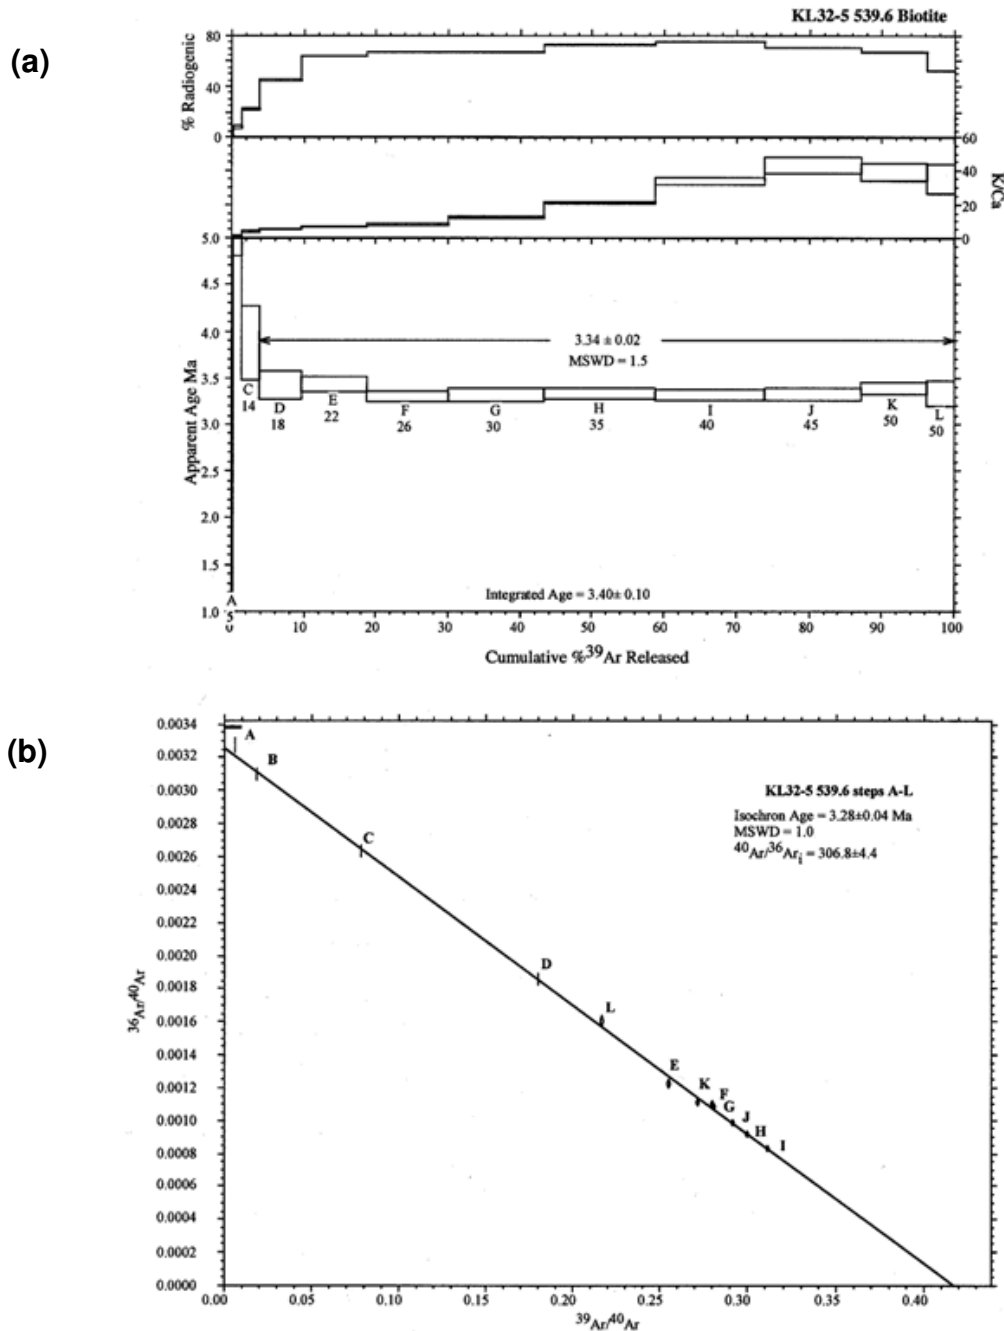 KL32-5 539.6 Biotite
(a)
% Radiogenic
80
40
0
K/Ca
60
40
20
0
Apparent Age Ma
5.0
4.5
4.0
3.5
3.0
2.5
2.0
1.5
1.0
3.34 ± 0.02
MSWD = 1.5
A
5
C
14
D
18
E
22
F
26
G
30
H
35
I
40
J
45
K
50
L
50
Integrated Age = 3.40± 0.10
0 10 20 30 40 50 60 70 80 90 100
Cumulative %39Ar Released
(b)
36Ar/40Ar
0.0034
0.0032
0.0030
0.0028
0.0026
0.0024
0.0022
0.0020
0.0018
0.0016
0.0014
0.0012
0.0010
0.0008
0.0006
0.0004
0.0002
0.0000
A
B
C
D
L
E
K
F
G
J
H
I
KL32-5 539.6 steps A-L
Isochron Age = 3.28±0.04 Ma
MSWD = 1.0
40Ar/36Ari = 306.8±4.4
0.00 0.05 0.10 0.15 0.20 0.25 0.30 0.35 0.40
39Ar/40Ar